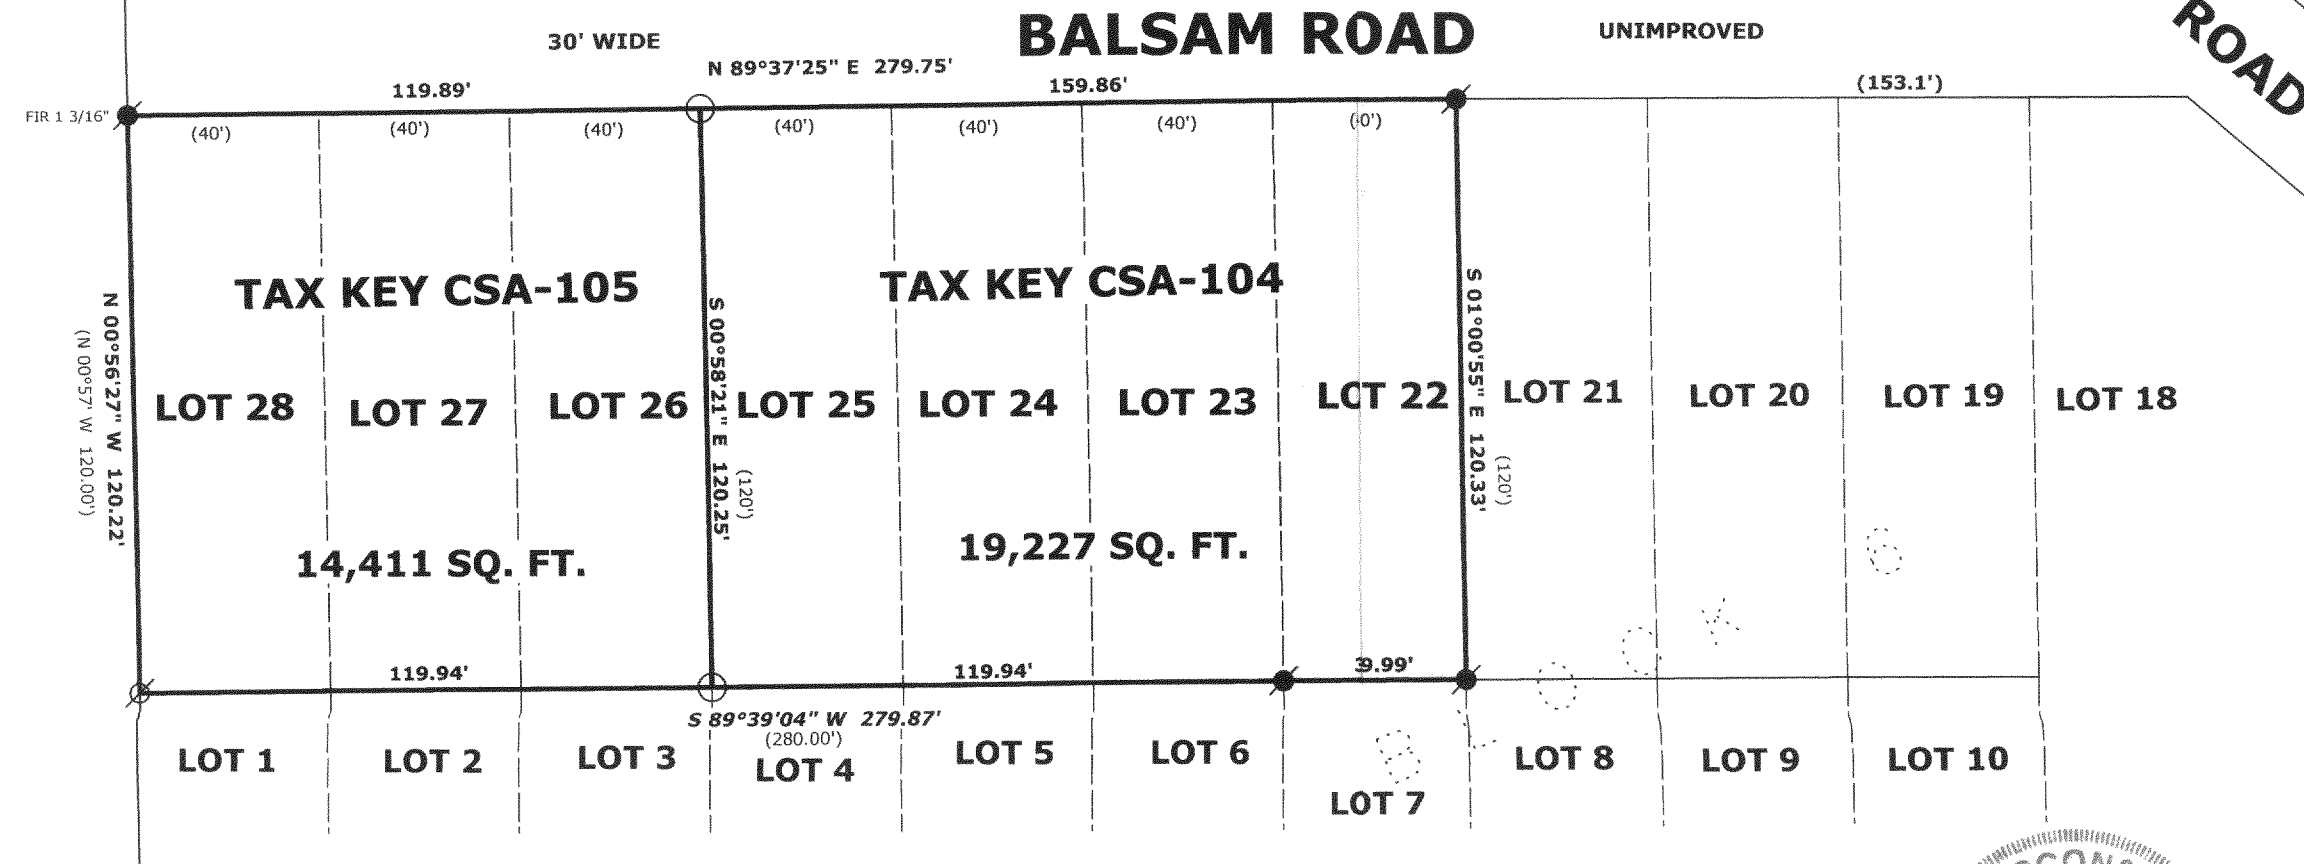 BALSAM ROAD
30' WIDE
UNIMPROVED
ROAD
N 89°37'25" E 279.75'
119.89'
159.86'
(153.1')
FIR 1 3/16"
(40')
(40')
(40')
(40')
(40')
(40')
TAX KEY CSA-105
TAX KEY CSA-104
N 00°56'27" W 120.22'
(N 00°57' W 120.00')
S 00°58'21" E 120.25'
(120')
S 01°00'55" E 120.33'
(120')
LOT 28
LOT 27
LOT 26
LOT 25
LOT 24
LOT 23
LOT 22
LOT 21
LOT 20
LOT 19
LOT 18
14,411 SQ. FT.
19,227 SQ. FT.
BLOCK 8
119.94'
119.94'
39.99'
S 89°39'04" W 279.87'
(280.00')
LOT 1
LOT 2
LOT 3
LOT 4
LOT 5
LOT 6
LOT 7
LOT 8
LOT 9
LOT 10